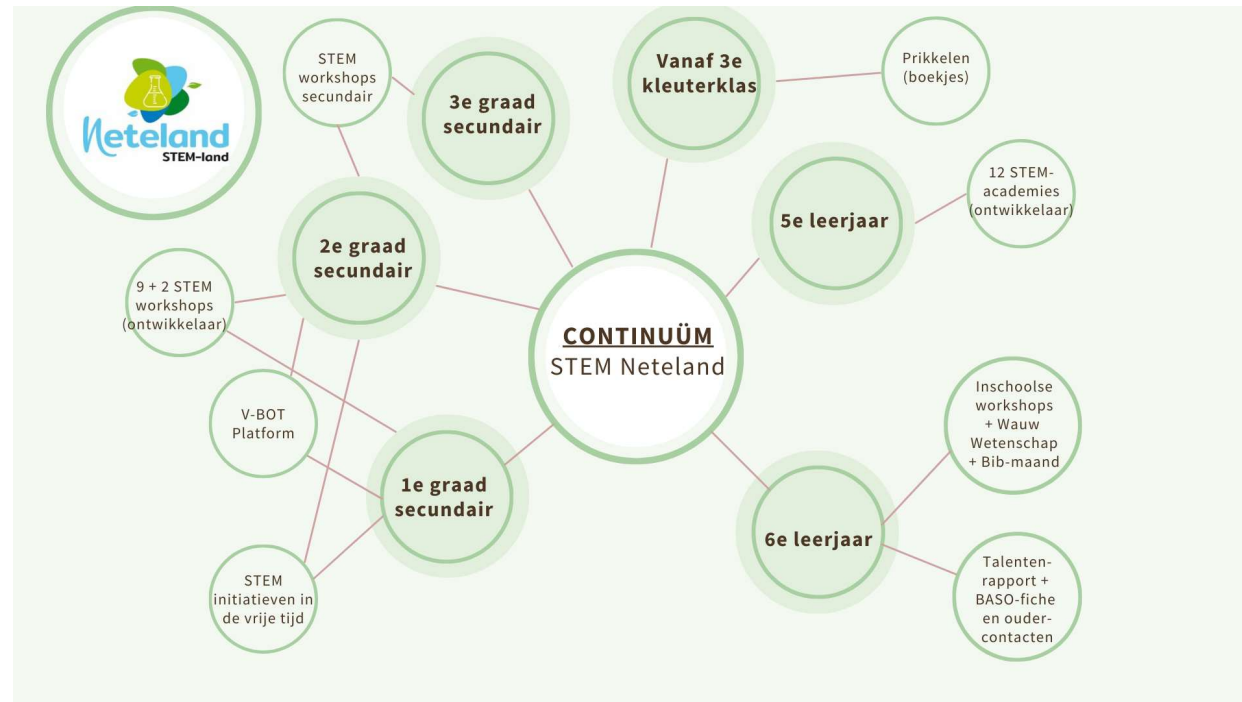 Neteland
STEM-land
STEM
workshops
secundair
3e graad
secundair
Vanaf 3e
kleuterklas
Prikkelen
(boekjes)
12 STEM-
academies
(ontwikkelaar)
5e leerjaar
2e graad
secundair
9 + 2 STEM
workshops
(ontwikkelaar)
CONTINUÜM
STEM Neteland
V-BOT
Platform
Inschoolse
workshops
+ Wauw
Wetenschap
+ Bib-maand
1e graad
secundair
6e leerjaar
STEM
initiatieven in
de vrije tijd
Talenten-
rapport +
BASO-fiche
en ouder-
contacten